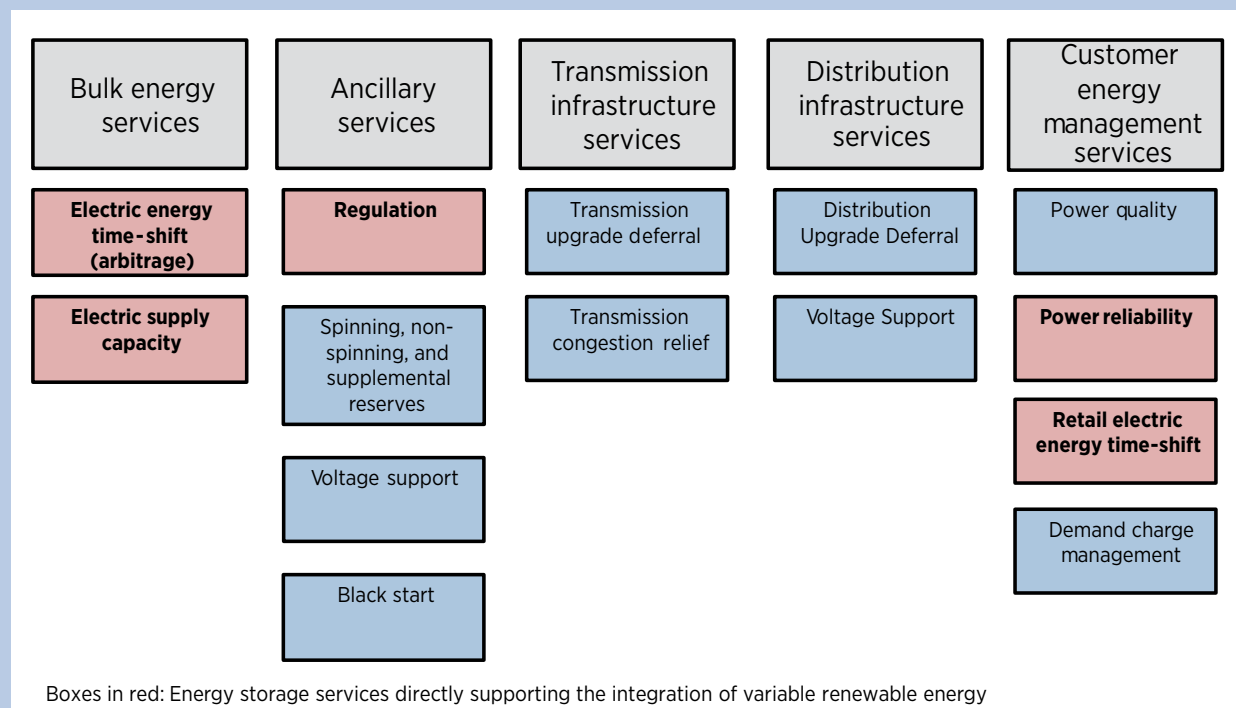 Bulk energy
services
Electric energy
time-shift
(arbitrage)
Electric supply
capacity
Ancillary
services
Regulation
Spinning, non-
spinning, and
supplemental
reserves
Voltage support
Black start
Transmission
infrastructure
services
Transmission
upgrade deferral
Transmission
congestion relief
Distribution
infrastructure
services
Distribution
Upgrade Deferral
Voltage Support
Customer
energy
management
services
Power quality
Power reliability
Retail electric
energy time-shift
Demand charge
management
Boxes in red: Energy storage services directly supporting the integration of variable renewable energy